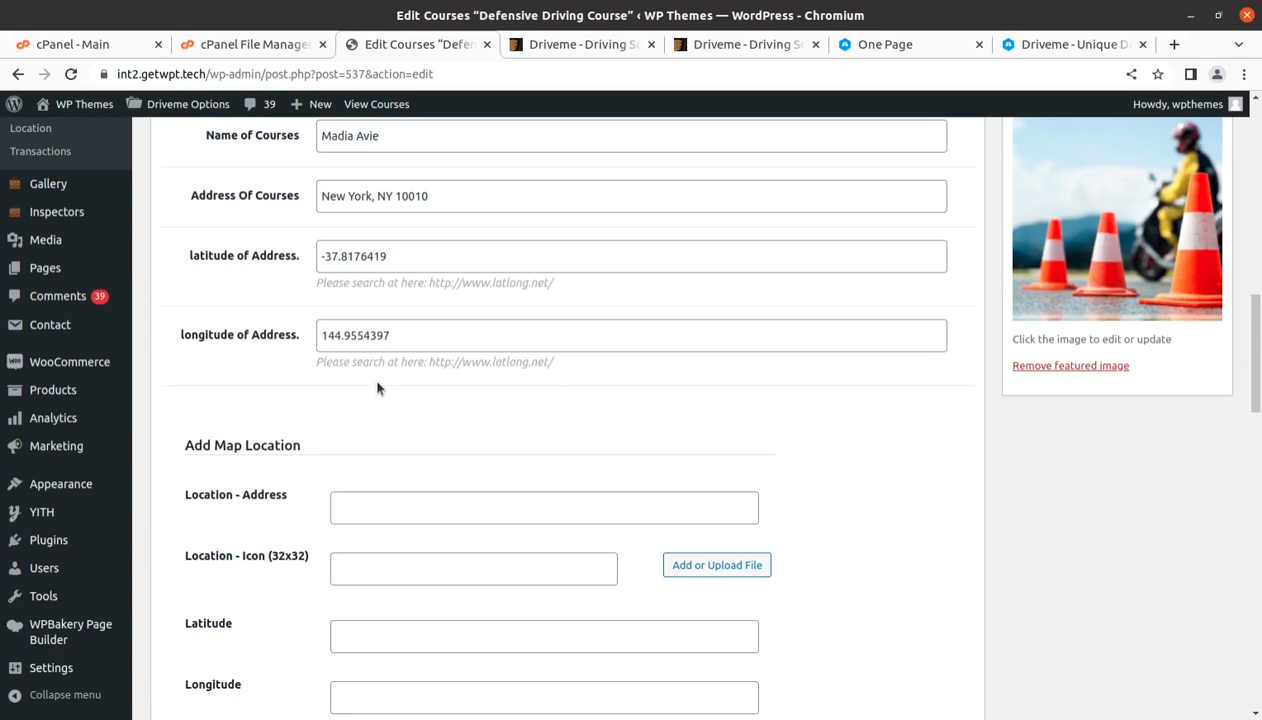 Edit Courses “Defensive Driving Course” ‹ WP Themes — WordPress - Chromium
cPanel - Main
cPanel File Manage
Edit Courses “Defen
Driveme - Driving Sc
Driveme - Driving Sc
One Page
Driveme - Unique D
int2.getwpt.tech/wp-admin/post.php?post=537&action=edit
WP Themes
Driveme Options
39
New
View Courses
Howdy, wpthemes
Location
Transactions
Gallery
Inspectors
Media
Pages
Comments 39
Contact
WooCommerce
Products
Analytics
Marketing
Appearance
YITH
Plugins
Users
Tools
WPBakery Page
Builder
Settings
Collapse menu
Name of Courses
Madia Avie
Address Of Courses
New York, NY 10010
latitude of Address.
-37.8176419
Please search at here: http://www.latlong.net/
longitude of Address.
144.9554397
Please search at here: http://www.latlong.net/
Add Map Location
Location - Address
Location - Icon (32x32)
Add or Upload File
Latitude
Longitude
Click the image to edit or update
Remove featured image